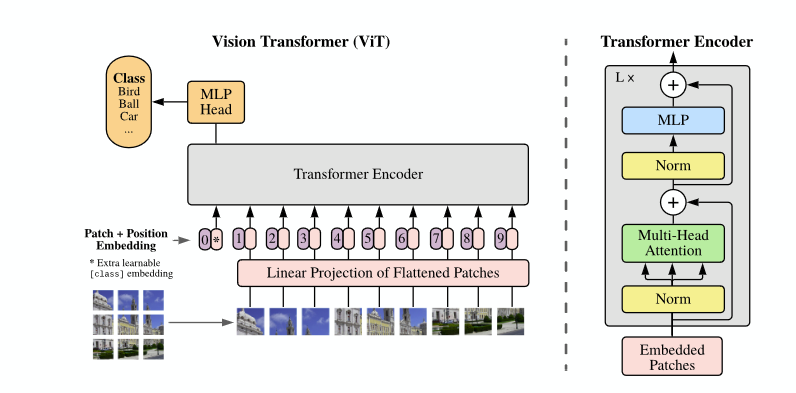 Vision Transformer (ViT)
Class
Bird
Ball
Car
...
MLP
Head
Transformer Encoder
Patch + Position
Embedding
* Extra learnable
[class] embedding
0 *
1
2
3
4
5
6
7
8
9
Linear Projection of Flattened Patches
Transformer Encoder
L x
+
MLP
Norm
+
Multi-Head
Attention
Norm
Embedded
Patches